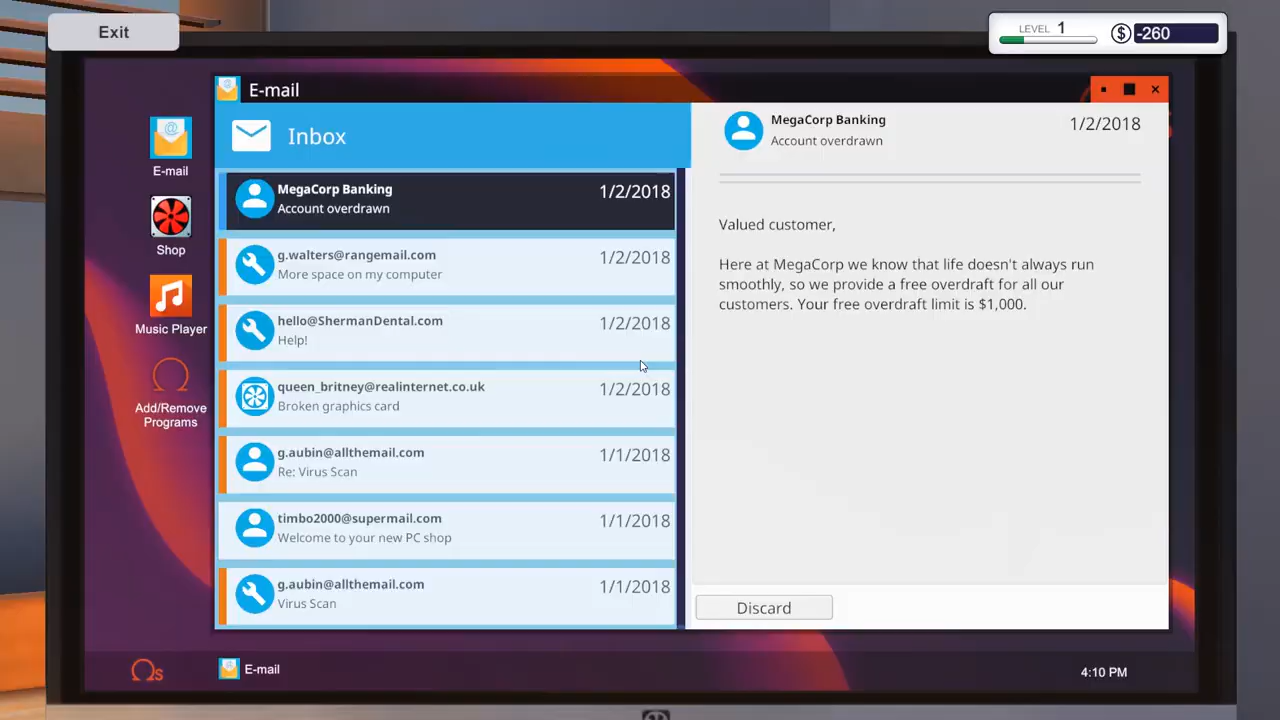 Exit
LEVEL 1
$ -260
E-mail
Inbox
MegaCorp Banking
1/2/2018
Account overdrawn
g.walters@rangemail.com
1/2/2018
More space on my computer
hello@ShermanDental.com
1/2/2018
Help!
queen_britney@realinternet.co.uk
1/2/2018
Broken graphics card
g.aubin@allthemail.com
1/1/2018
Re: Virus Scan
timbo2000@supermail.com
1/1/2018
Welcome to your new PC shop
g.aubin@allthemail.com
1/1/2018
Virus Scan
MegaCorp Banking
1/2/2018
Account overdrawn
Valued customer,
Here at MegaCorp we know that life doesn't always run
smoothly, so we provide a free overdraft for all our
customers. Your free overdraft limit is $1,000.
Discard
E-mail
Shop
Music Player
Add/Remove
Programs
Ωs
E-mail
4:10 PM